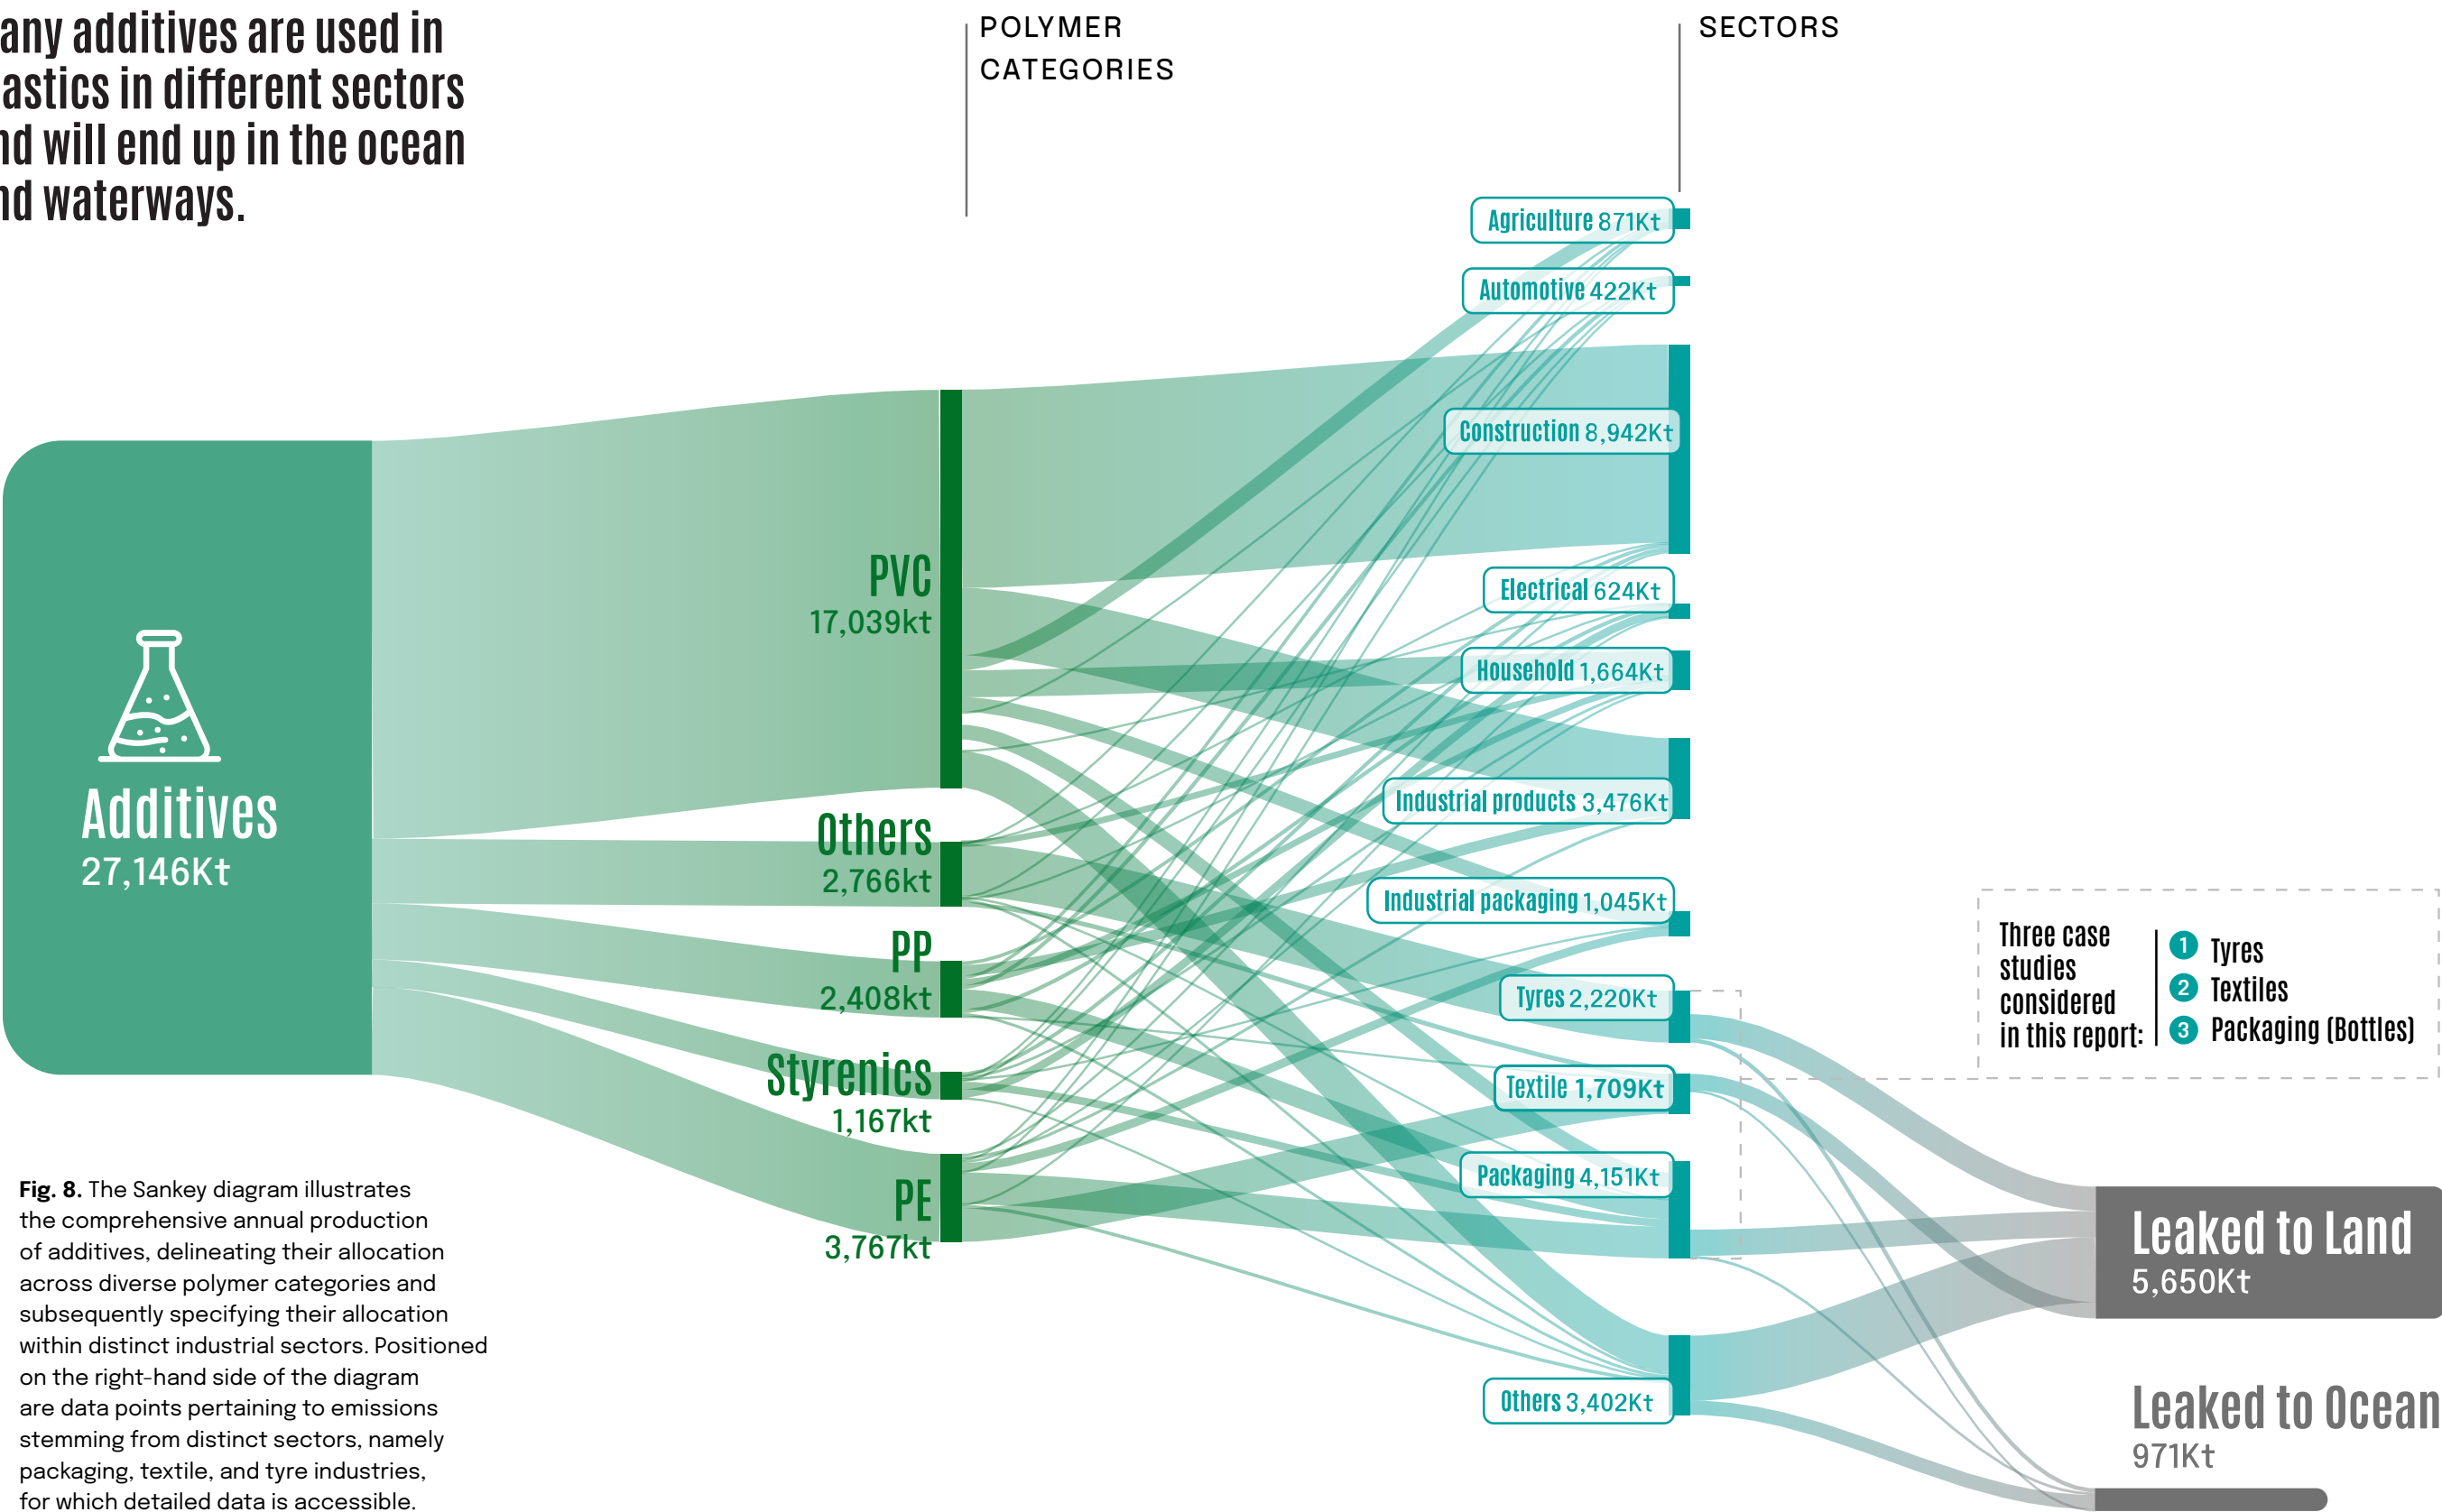 any additives are used in
astics in different sectors
nd will end up in the ocean
nd waterways.
POLYMER
CATEGORIES
SECTORS
Agriculture 871Kt
Automotive 422Kt
Construction 8,942Kt
Electrical 624Kt
Household 1,664Kt
Industrial products 3,476Kt
Industrial packaging 1,045Kt
Tyres 2,220Kt
Textile 1,709Kt
Packaging 4,151Kt
Others 3,402Kt
PVC
17,039kt
Others
2,766kt
PP
2,408kt
Styrenics
1,167kt
PE
3,767kt
Additives
27,146Kt
Three case
studies
considered
in this report:
1 Tyres
2 Textiles
3 Packaging (Bottles)
Leaked to Land
5,650Kt
Leaked to Ocean
971Kt
Fig. 8. The Sankey diagram illustrates
the comprehensive annual production
of additives, delineating their allocation
across diverse polymer categories and
subsequently specifying their allocation
within distinct industrial sectors. Positioned
on the right-hand side of the diagram
are data points pertaining to emissions
stemming from distinct sectors, namely
packaging, textile, and tyre industries,
for which detailed data is accessible.